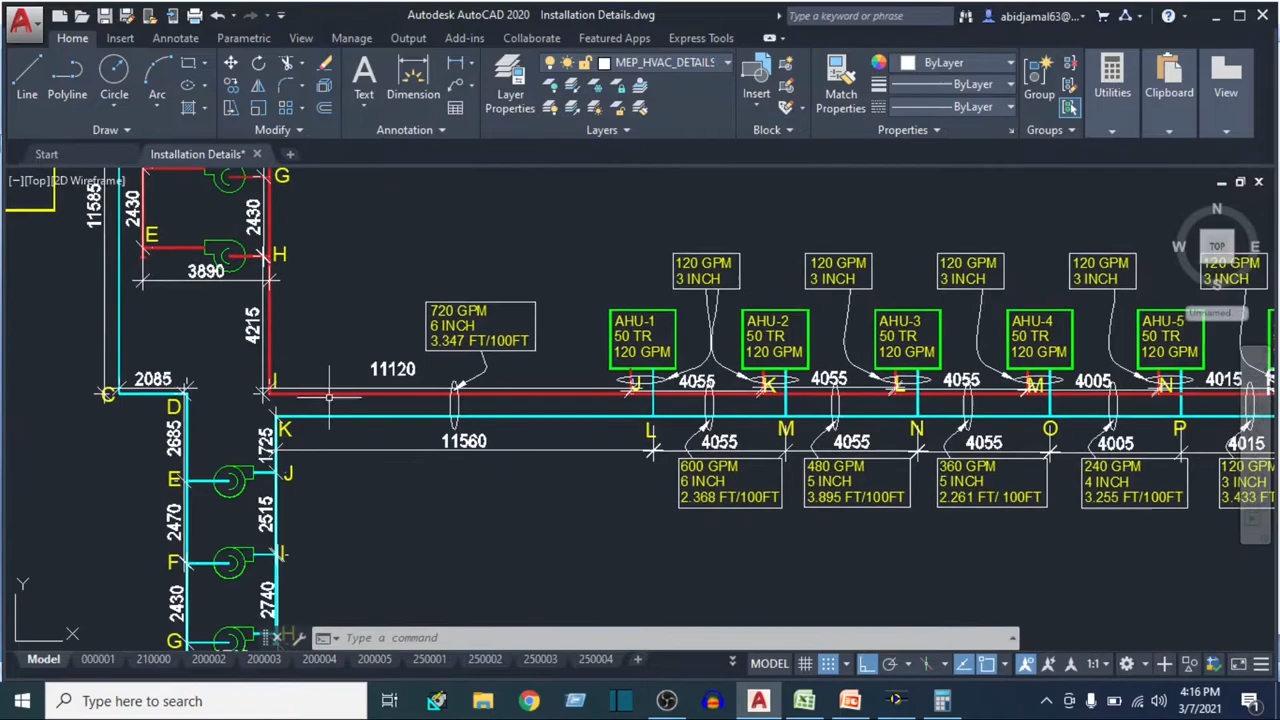 Autodesk AutoCAD 2020 Installation Details.dwg
Type a keyword or phrase
abidjamal63@...
Home Insert Annotate Parametric View Manage Output Add-ins Collaborate Featured Apps Express Tools
Line Polyline Circle Arc
Draw
Modify
Text Dimension
Annotation
Layer Properties
MEP_HVAC_DETAILS
Layers
Insert
Block
Match Properties
ByLayer
ByLayer
ByLayer
Properties
Group
Groups
Utilities
Clipboard
View
Start Installation Details*
[−][Top][2D Wireframe]
N
W TOP E
S
Unnamed
11585
2430
2430
G
E
H
3890
4215
120 GPM
3 INCH
120 GPM
3 INCH
120 GPM
3 INCH
120 GPM
3 INCH
120 GPM
3 INCH
720 GPM
6 INCH
3.347 FT/100FT
AHU-1
50 TR
120 GPM
AHU-2
50 TR
120 GPM
AHU-3
50 TR
120 GPM
AHU-4
50 TR
120 GPM
AHU-5
50 TR
120 GPM
11120
2085
I J K L M N
4055 4055 4055 4005 4015
C D
K L M N O P
2685
1725
11560 4055 4055 4055 4005 4015
600 GPM
6 INCH
2.368 FT/100FT
480 GPM
5 INCH
3.895 FT/100FT
360 GPM
5 INCH
2.261 FT/ 100FT
240 GPM
4 INCH
3.255 FT/100FT
120 GPM
3 INCH
3.433 FT/100
E J
2470
2515
F I
2430
2740
G H
Y
X
Type a command
Model 000001 210000 200002 200003 200004 200005 250001 250002 250003 250004
MODEL 1:1
Type here to search
4:16 PM
3/7/2021